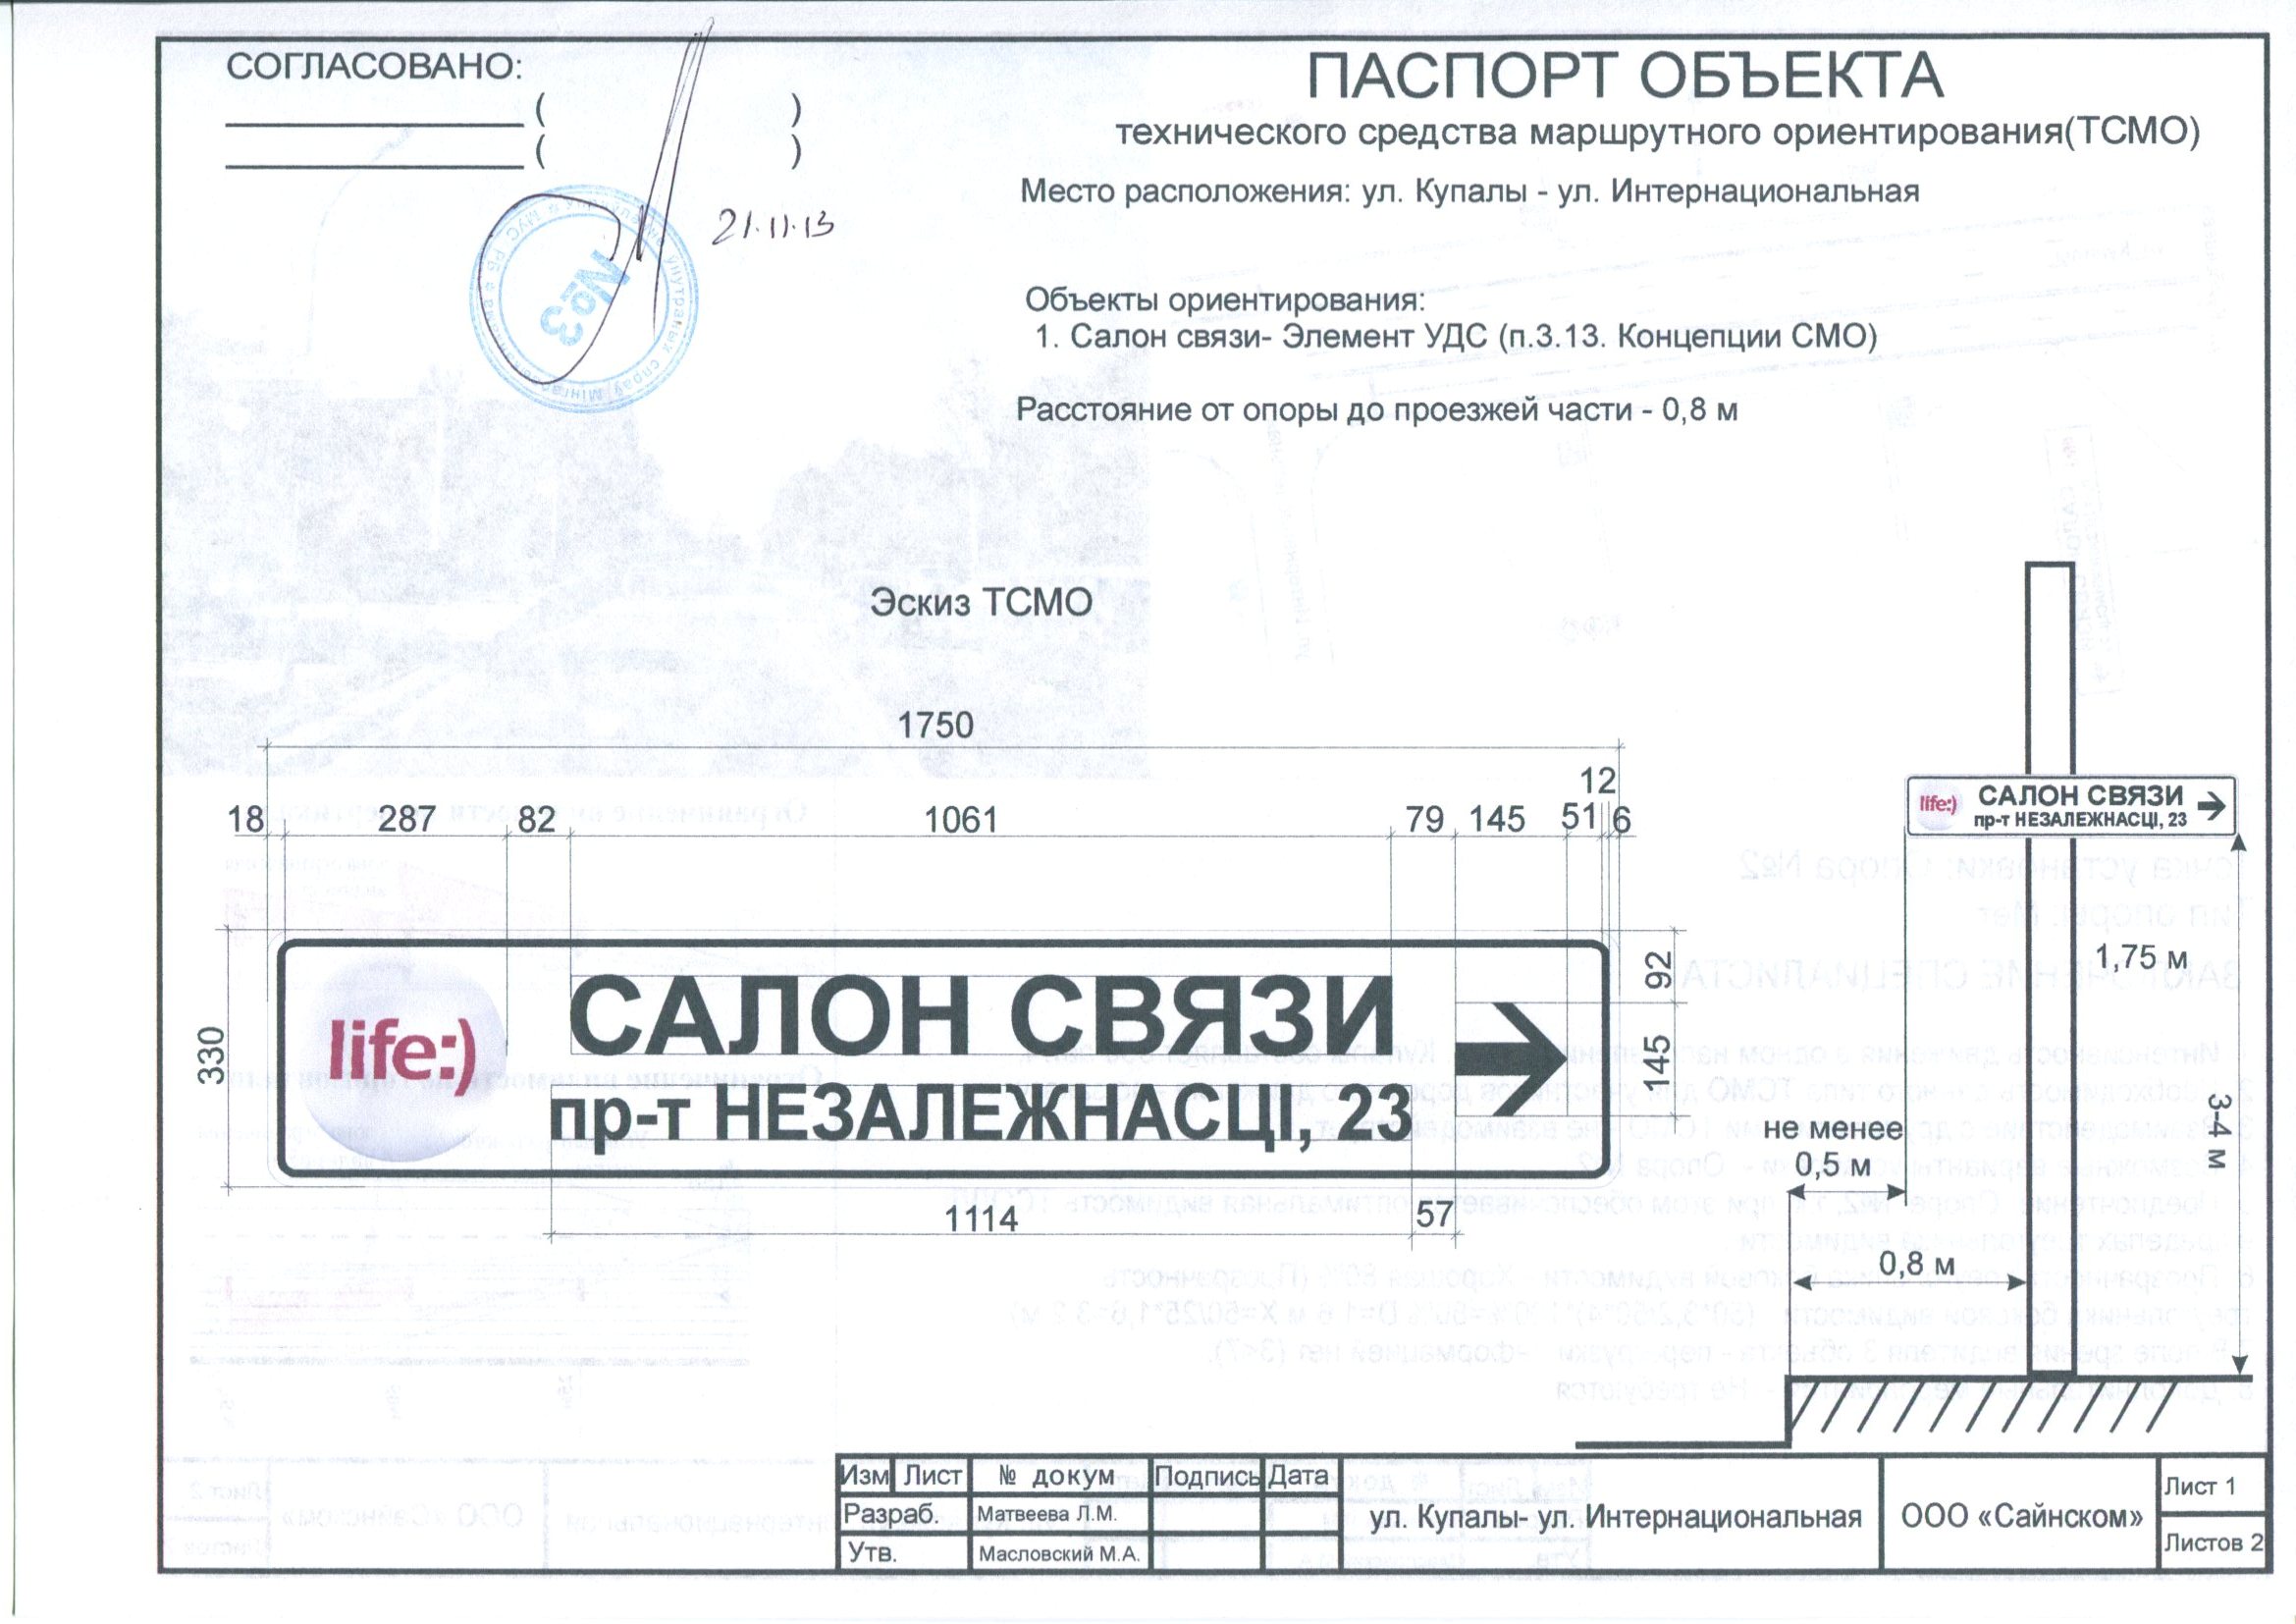 СОГЛАСОВАНО:
( )
( )
21.11.13
№3
ПАСПОРТ ОБЪЕКТА
технического средства маршрутного ориентирования(ТСМО)
Место расположения: ул. Купалы - ул. Интернациональная
Объекты ориентирования:
1. Салон связи- Элемент УДС (п.3.13. Концепции СМО)
Расстояние от опоры до проезжей части - 0,8 м
Эскиз ТСМО
1750
12
18 287 82 1061 79 145 51 6
life:)
САЛОН СВЯЗИ
пр-т НЕЗАЛЕЖНАСЦІ, 23
330
92
145
1114 57
life:) САЛОН СВЯЗИ
пр-т НЕЗАЛЕЖНАСЦІ, 23
1,75 м
3-4 м
не менее
0,5 м
0,8 м
Изм Лист № докум Подпись Дата
Разраб. Матвеева Л.М.
Утв. Масловский М.А.
ул. Купалы- ул. Интернациональная
ООО «Сайнском»
Лист 1
Листов 2